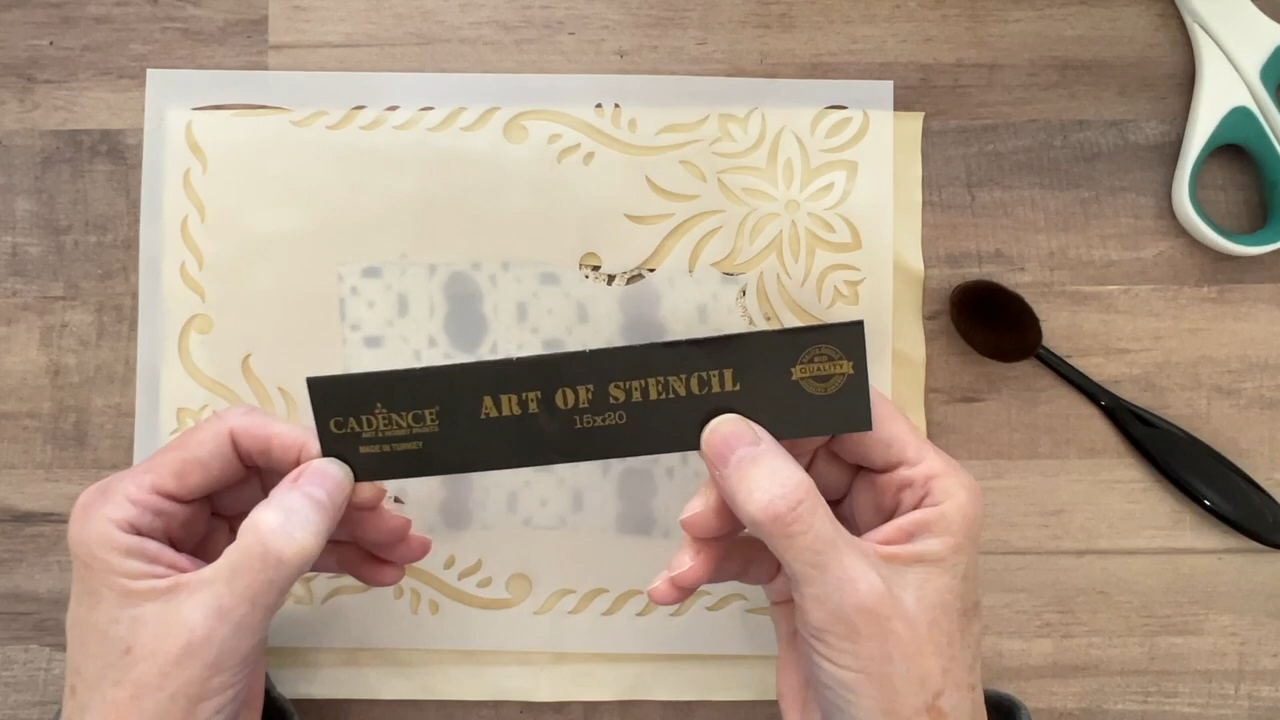 CADENCE
ART & HOBBY PAINTS
MADE IN TURKEY
ART OF STENCIL
15x20
QUALITY